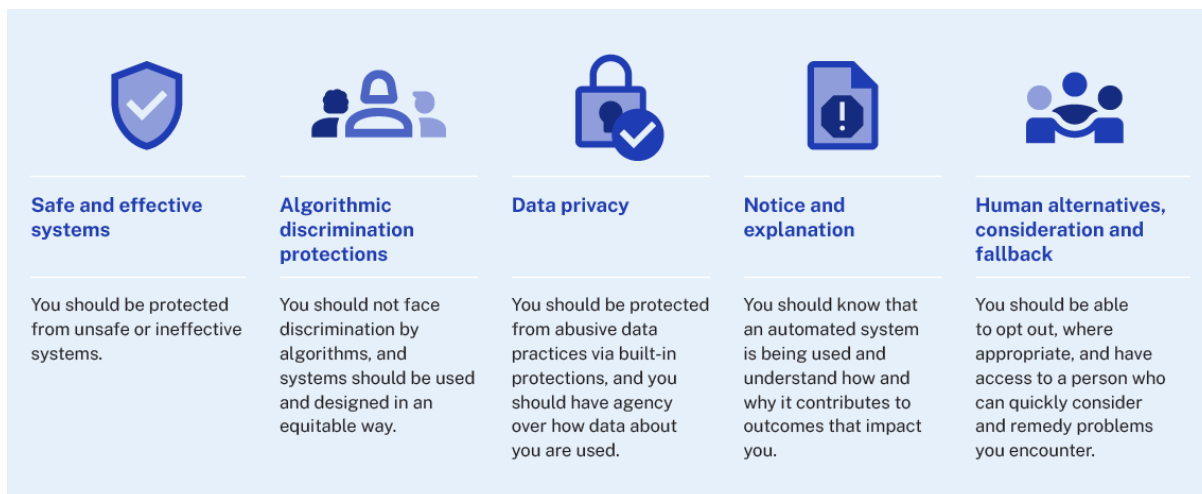 Safe and effective
systems
You should be protected
from unsafe or ineffective
systems.
Algorithmic
discrimination
protections
You should not face
discrimination by
algorithms, and
systems should be used
and designed in an
equitable way.
Data privacy
You should be protected
from abusive data
practices via built-in
protections, and you
should have agency
over how data about
you are used.
Notice and
explanation
You should know that
an automated system
is being used and
understand how and
why it contributes to
outcomes that impact
you.
Human alternatives,
consideration and
fallback
You should be able
to opt out, where
appropriate, and have
access to a person who
can quickly consider
and remedy problems
you encounter.